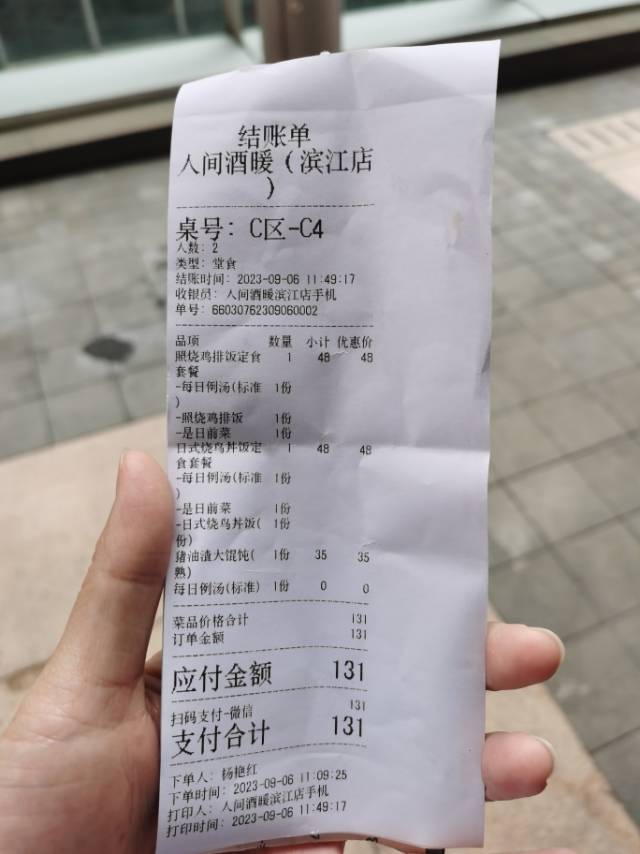 结账单
人间酒暖（滨江店
）
桌号: C区-C4
人数: 2
类型: 堂食
结账时间: 2023-09-06 11:49:17
收银员: 人间酒暖滨江店手机
单号: 66030762309060002
品项 数量 小计 优惠价
照烧鸡排饭定食 1 48 48
套餐
-每日例汤(标准 1份
)
-照烧鸡排饭 1份
-是日前菜 1份
日式烧鸟丼饭定 1 48 48
食套餐
-每日例汤(标准 1份
)
-是日前菜 1份
-日式烧鸟丼饭( 1份
份)
猪油渣大馄饨( 1份 35 35
熟)
每日例汤(标准) 1份 0 0
菜品价格合计 131
订单金额 131
应付金额 131
扫码支付-微信 131
支付合计 131
下单人: 杨艳红
下单时间: 2023-09-06 11:09:25
打印人: 人间酒暖滨江店手机
打印时间: 2023-09-06 11:49:17